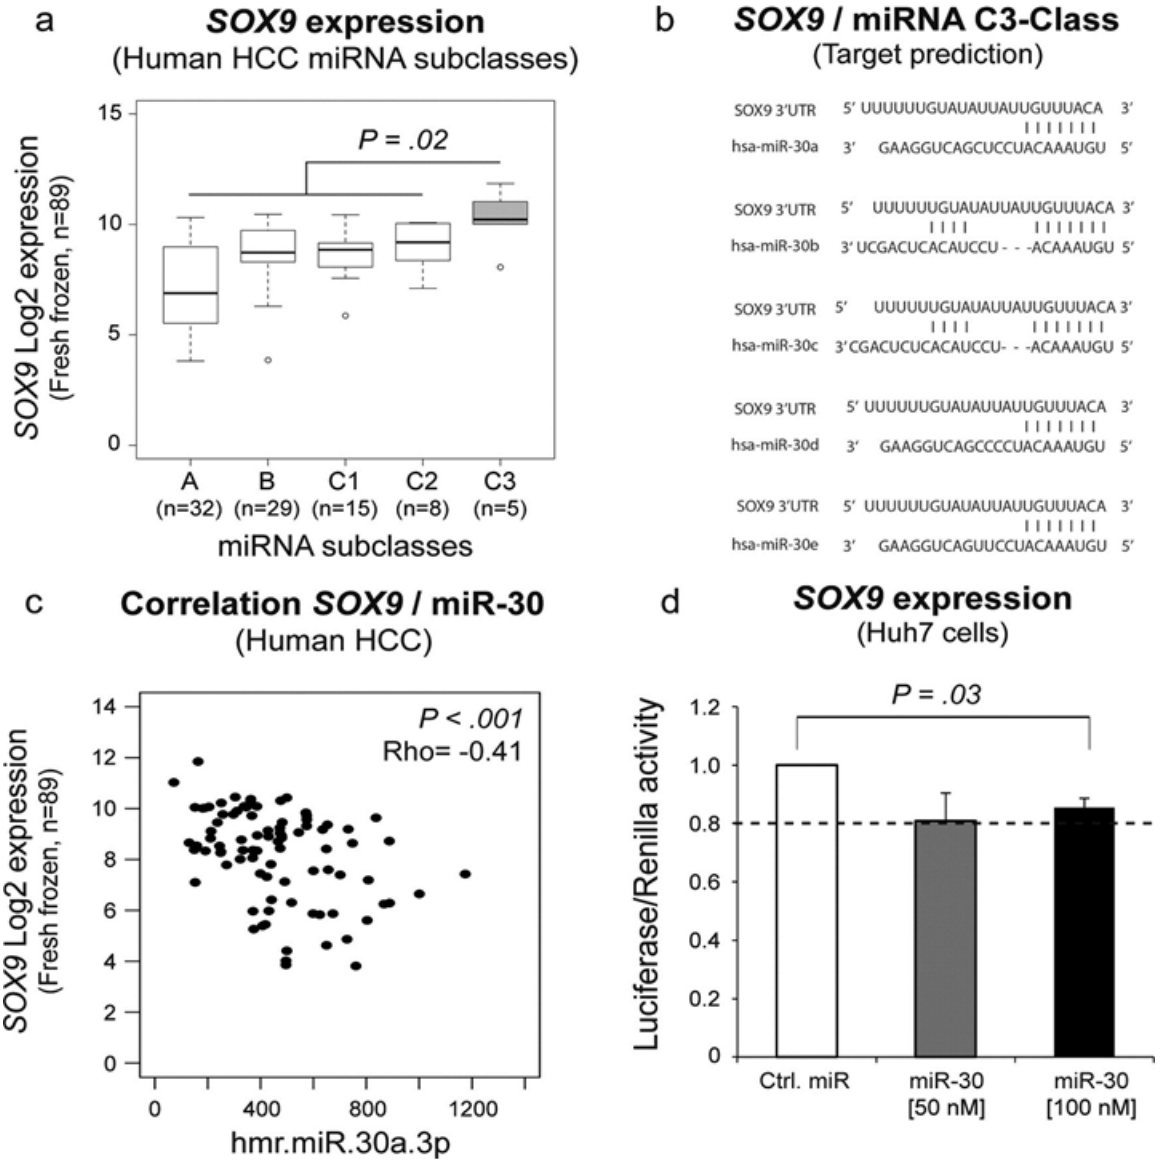 a
SOX9 expression
(Human HCC miRNA subclasses)
SOX9 Log2 expression
(Fresh frozen, n=89)
15
10
5
0
P = .02
A B C1 C2 C3
(n=32) (n=29) (n=15) (n=8) (n=5)
miRNA subclasses
b
SOX9 / miRNA C3-Class
(Target prediction)
SOX9 3'UTR 5' UUUUUUGUAUAUUAUUGUUUACA 3'
hsa-miR-30a 3' GAAGGUCAGCUCCUACAAAUGU 5'
SOX9 3'UTR 5' UUUUUUGUAUAUUAUUGUUUACA 3'
hsa-miR-30b 3' UCGACUCACAUCCU- - -ACAAAUGU 5'
SOX9 3'UTR 5' UUUUUUGUAUAUUAUUGUUUACA 3'
hsa-miR-30c 3' CGACUCUCACAUCCU- - -ACAAAUGU 5'
SOX9 3'UTR 5' UUUUUUGUAUAUUAUUGUUUACA 3'
hsa-miR-30d 3' GAAGGUCAGCCCCUACAAAUGU 5'
SOX9 3'UTR 5' UUUUUUGUAUAUUAUUGUUUACA 3'
hsa-miR-30e 3' GAAGGUCAGUUCCUACAAAUGU 5'
c
Correlation SOX9 / miR-30
(Human HCC)
SOX9 Log2 expression
(Fresh frozen, n=89)
14
12
10
8
6
4
2
0
P < .001
Rho= -0.41
0 400 800 1200
hmr.miR.30a.3p
d
SOX9 expression
(Huh7 cells)
Luciferase/Renilla activity
P = .03
1.2
1.0
0.8
0.6
0.4
0.2
0
Ctrl. miR miR-30 miR-30
[50 nM] [100 nM]